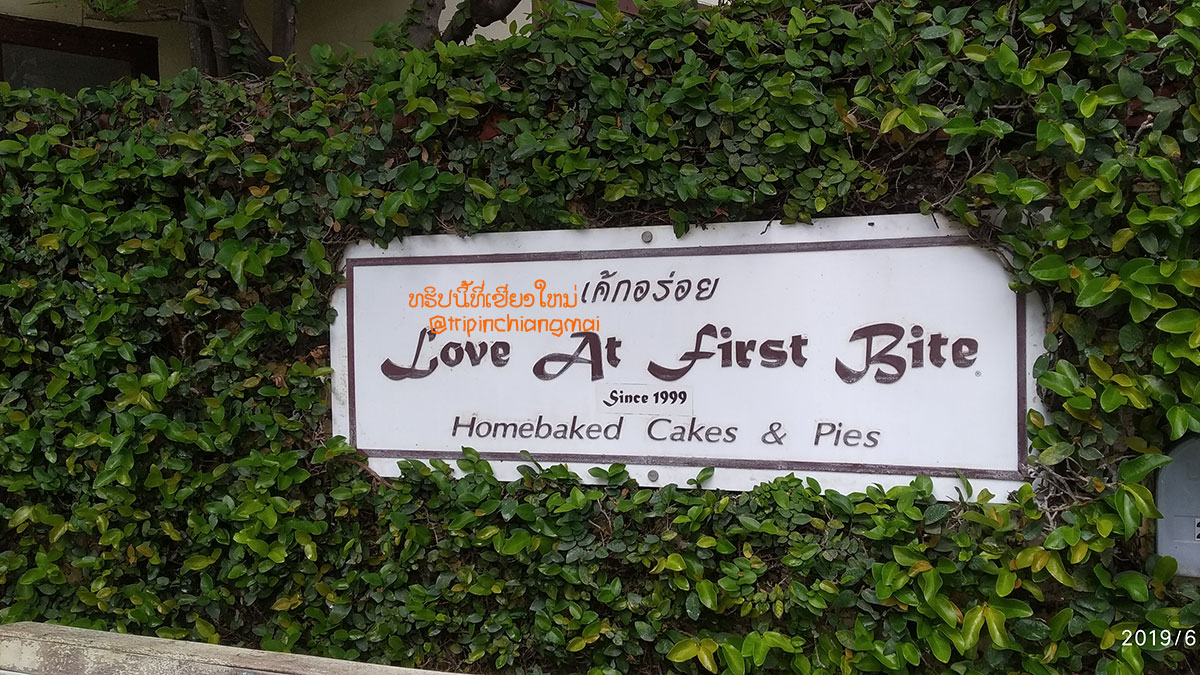 เค้กอร่อย
ทริปนี้ที่เชียงใหม่
@tripinchiangmai
Love At First Bite®
Since 1999
Homebaked Cakes & Pies
2019/6